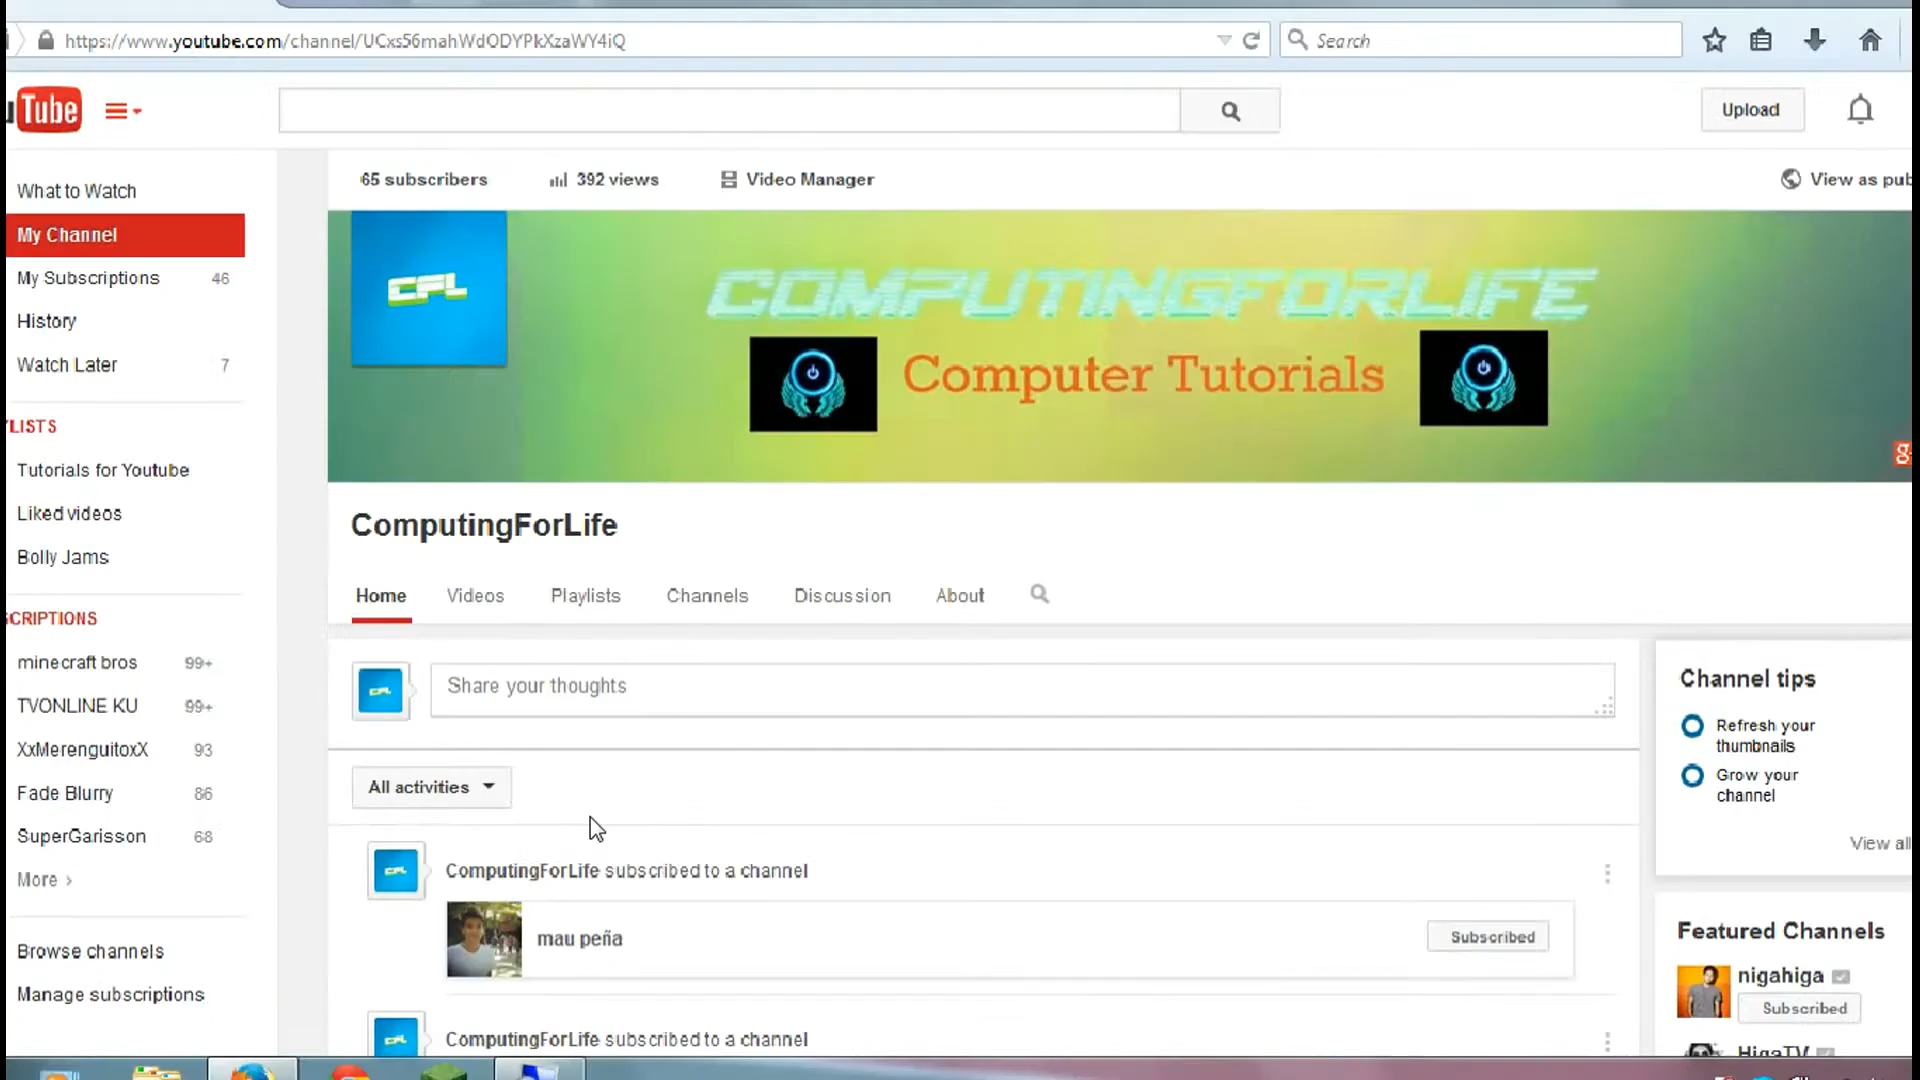 https://www.youtube.com/channel/UCxs56mahWdODYPkXzaWY4iQ
Search
Tube
Upload
What to Watch
My Channel
My Subscriptions 46
History
Watch Later 7
LISTS
Tutorials for Youtube
Liked videos
Bolly Jams
SCRIPTIONS
minecraft bros 99+
TVONLINE KU 99+
XxMerenguitoxX 93
Fade Blurry 86
SuperGarisson 68
More ›
Browse channels
Manage subscriptions
65 subscribers 392 views Video Manager View as pub
CFL
COMPUTINGFORLIFE
Computer Tutorials
ComputingForLife
Home Videos Playlists Channels Discussion About
CFL
Share your thoughts
All activities
CFL
ComputingForLife subscribed to a channel
mau peña Subscribed
CFL
ComputingForLife subscribed to a channel
Channel tips
Refresh your
thumbnails
Grow your
channel
View all
Featured Channels
nigahiga
Subscribed
HigaTV